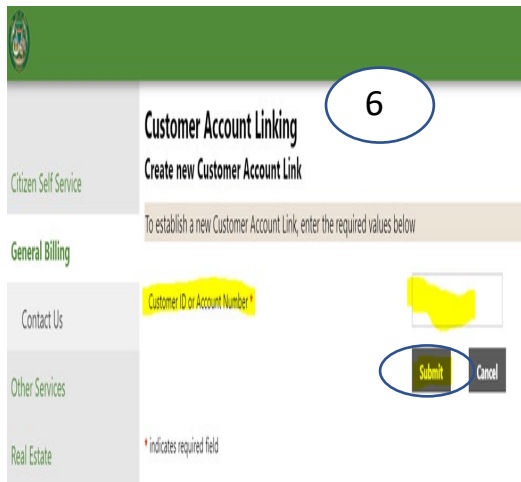 6
Customer Account Linking
Create new Customer Account Link
To establish a new Customer Account Link, enter the required values below
Citizen Self Service
General Billing
Contact Us
Other Services
Real Estate
Customer ID or Account Number *
Submit Cancel
* indicates required field